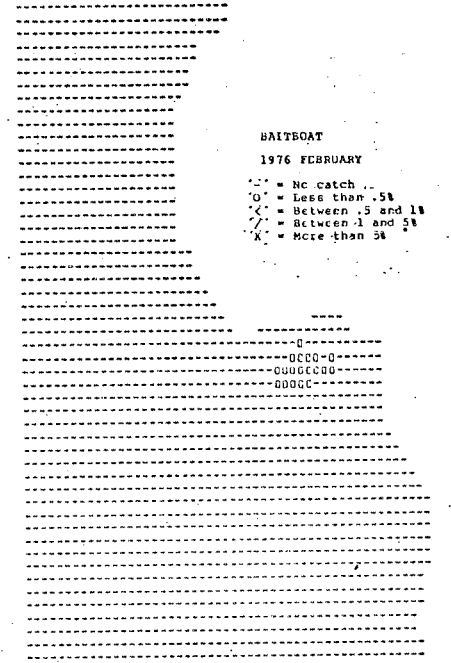 BAITBOAT
1976 FEBRUARY
"-" = No catch
"O" = Less than .5%
"<" = Between .5 and 1%
"/" = Between 1 and 5%
"X" = More than 5%